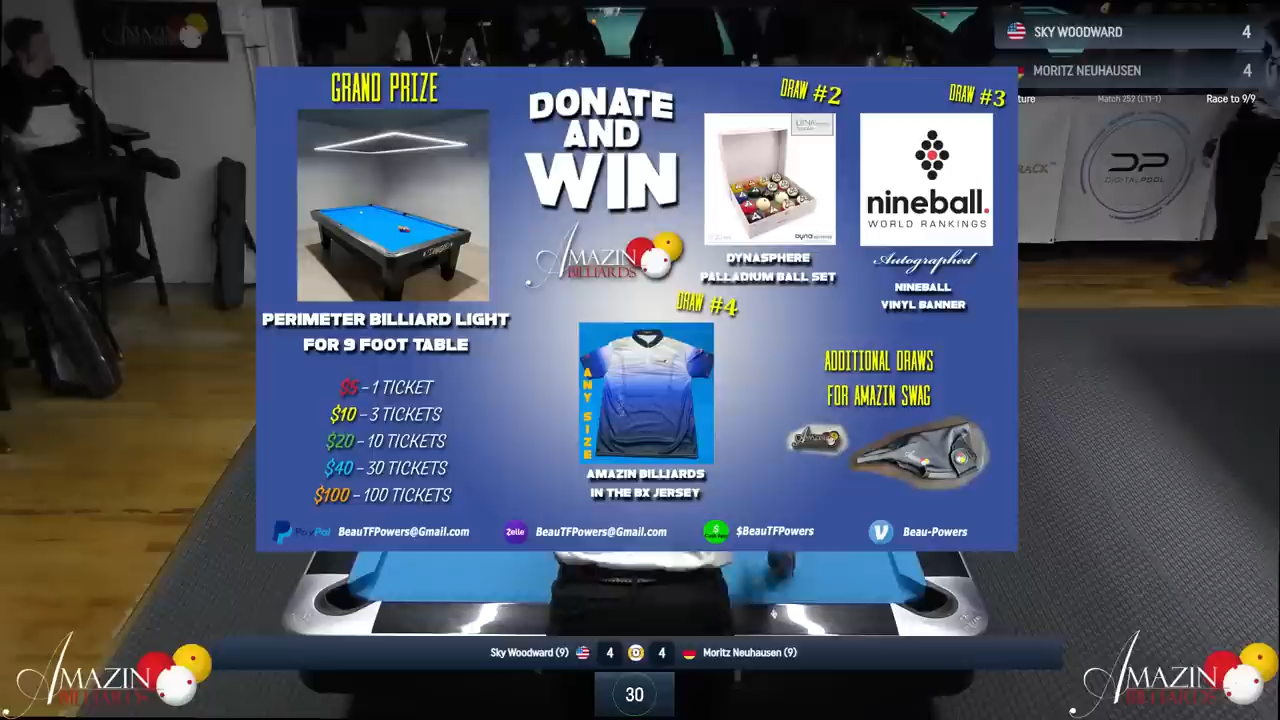 SKY WOODWARD 4
MORITZ NEUHAUSEN 4
ture Match 252 (L11-1) Race to 9/9
GRAND PRIZE
PERIMETER BILLIARD LIGHT
FOR 9 FOOT TABLE
$5 - 1 TICKET
$10 - 3 TICKETS
$20 - 10 TICKETS
$40 - 30 TICKETS
$100 - 100 TICKETS
DONATE
AND
WIN
AMAZIN
BILLIARDS
DRAW #2
DYNASPHERE
PALLADIUM BALL SET
DRAW #3
nineball.
WORLD RANKINGS
Autographed
NINEBALL
VINYL BANNER
DRAW #4
ANY SIZE
AMAZIN BILLIARDS
IN THE BX JERSEY
ADDITIONAL DRAWS
FOR AMAZIN SWAG
PayPal BeauTFPowers@Gmail.com
Zelle BeauTFPowers@Gmail.com
$BeauTFPowers
Beau-Powers
DP
DIGITALPOOL
Sky Woodward (9) 4 4 Moritz Neuhausen (9)
30
AMAZIN
BILLIARDS
AMAZIN
BILLIARDS